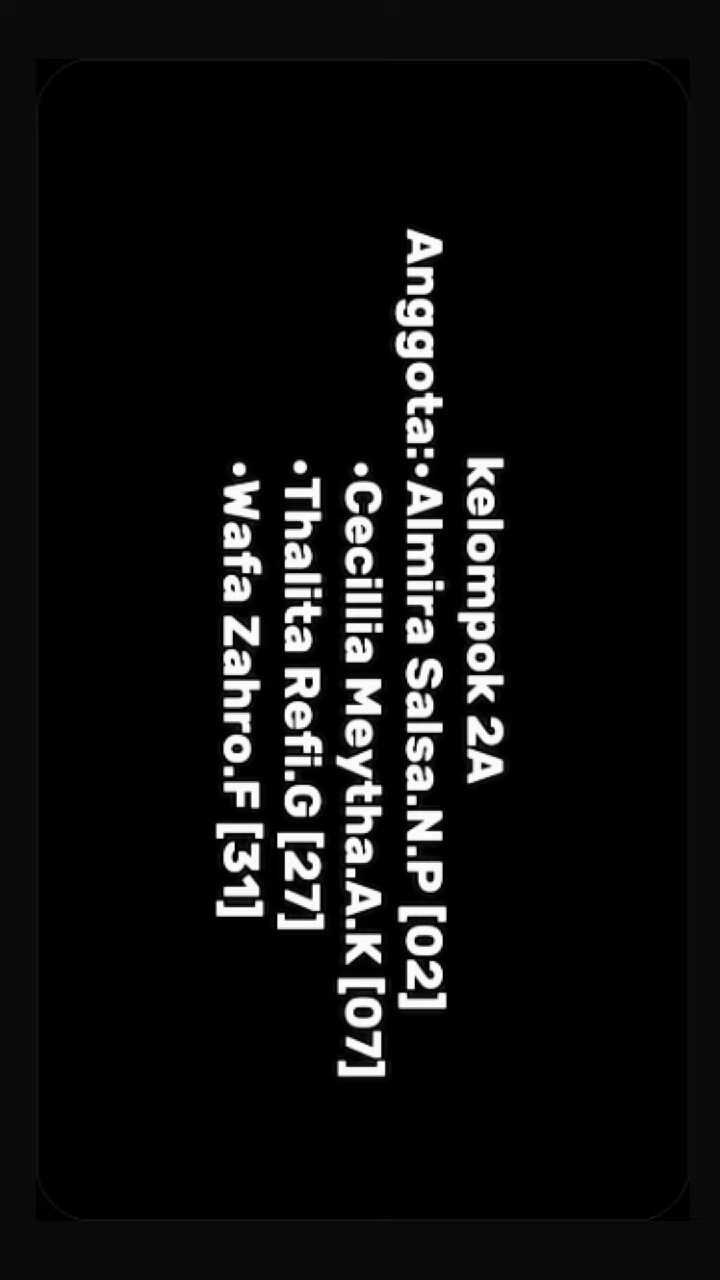 kelompok 2A
Anggota:•Almira Salsa.N.P [02]
•Cecillia Meytha.A.K [07]
•Thalita Refi.G [27]
•Wafa Zahro.F [31]